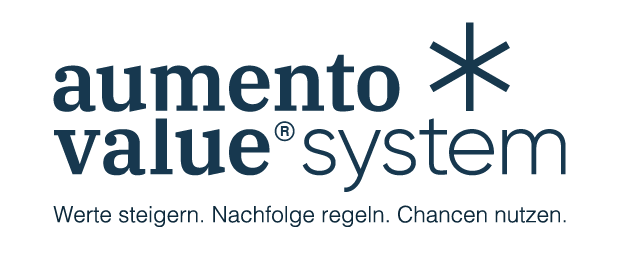 aumento
value® system
Werte steigern. Nachfolge regeln. Chancen nutzen.